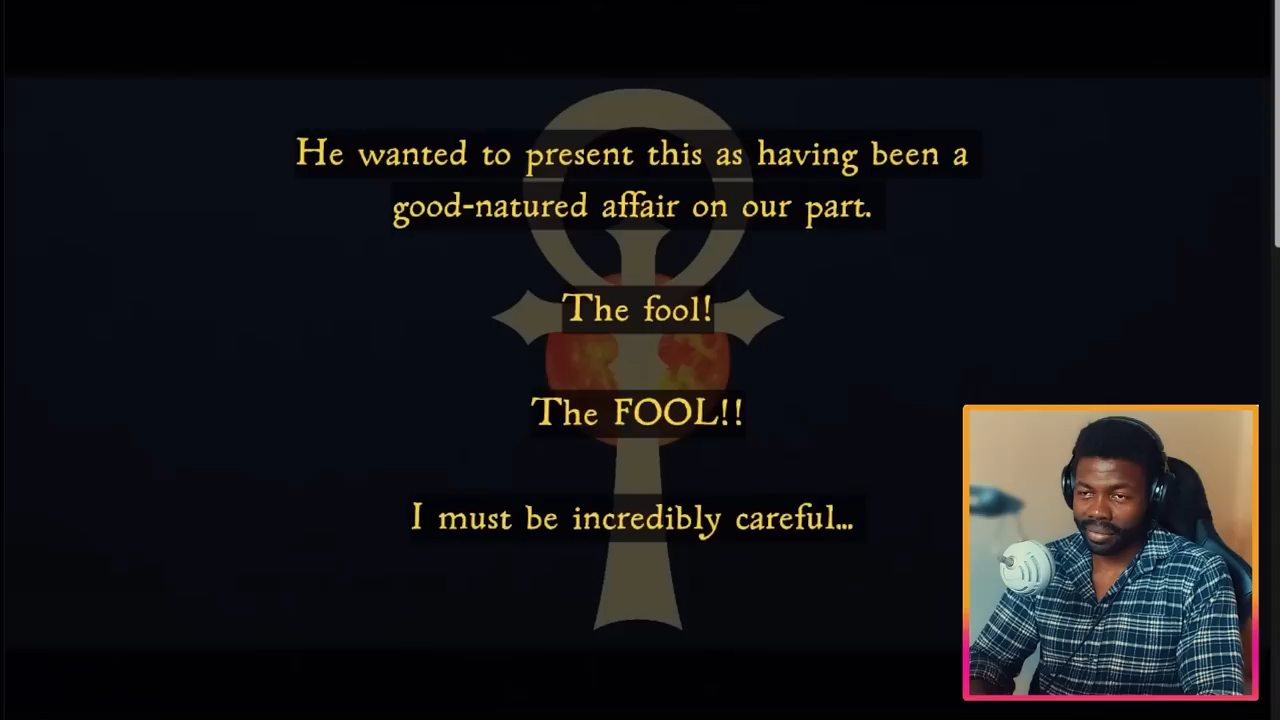 He wanted to present this as having been a
good-natured affair on our part.
The fool!
The FOOL!!
I must be incredibly careful...